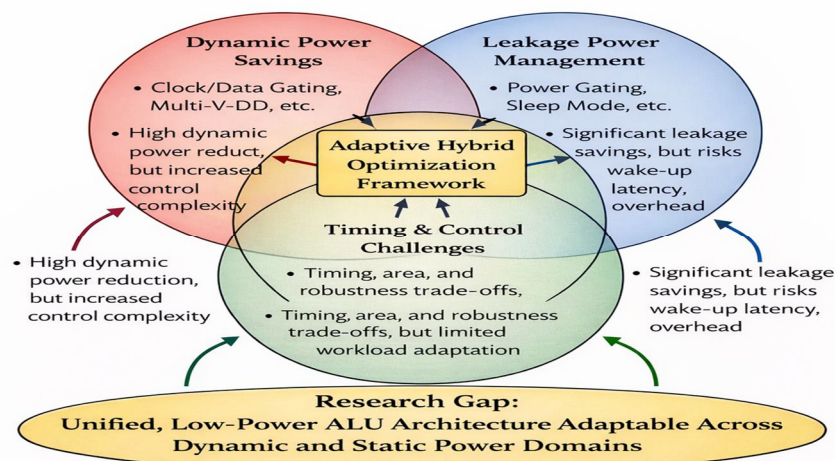 Dynamic Power
Savings
• Clock/Data Gating,
Multi-V-DD, etc.
• High dynamic
power reduct,
but increased
control
complexity
Leakage Power
Management
• Power Gating,
Sleep Mode, etc.
• Significant leakage
savings, but risks
wake-up
latency,
overhead
Adaptive Hybrid
Optimization
Framework
Timing & Control
Challenges
• Timing, area, and
robustness trade-offs,
• Timing, area, and robustness
trade-offs, but limited
workload adaptation
• High dynamic
power reduction,
but increased
control complexity
• Significant leakage
savings, but risks
wake-up latency,
overhead
Research Gap:
Unified, Low-Power ALU Architecture Adaptable Across
Dynamic and Static Power Domains